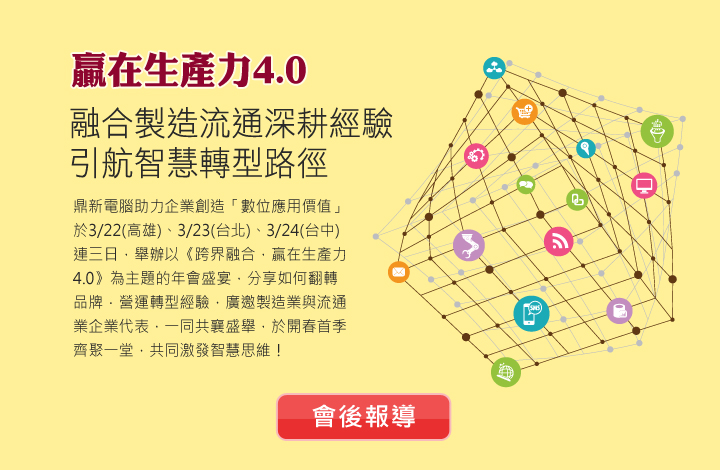 贏在生產力4.0
融合製造流通深耕經驗
引航智慧轉型路徑
鼎新電腦助力企業創造「數位應用價值」
於3/22(高雄)、3/23(台北)、3/24(台中)
連三日，舉辦以《跨界融合，贏在生產力
4.0》為主題的年會盛宴，分享如何翻轉
品牌，營運轉型經驗，廣邀製造業與流通
業企業代表，一同共襄盛舉，於開春首季
齊聚一堂，共同激發智慧思維！
SMS
會後報導